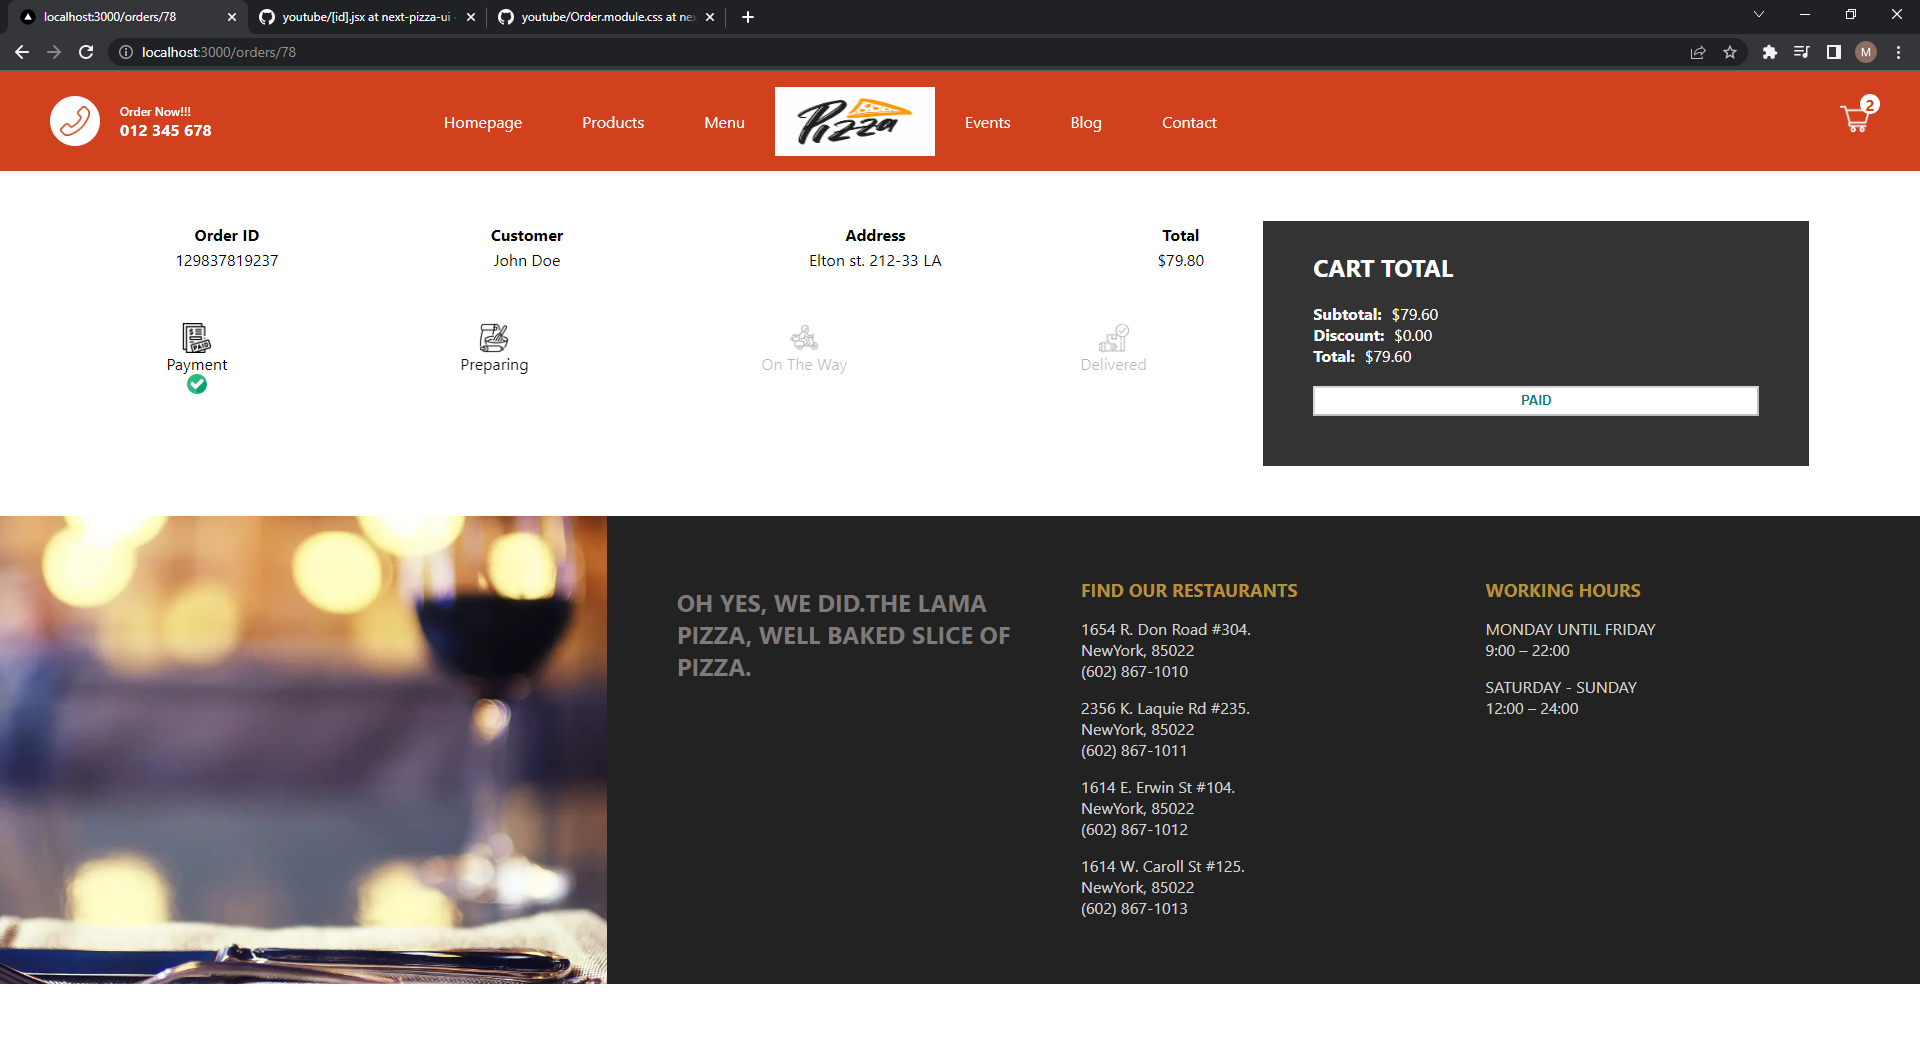 localhost:3000/orders/78
youtube/[id].jsx at next-pizza-ui
youtube/Order.module.css at
localhost:3000/orders/78
M
Order Now!!!
012 345 678
Homepage
Products
Menu
Pizza
Events
Blog
Contact
2
Order ID
Customer
Address
Total
129837819237
John Doe
Elton st. 212-33 LA
$79.80
PAID
Payment
Preparing
On The Way
Delivered
CART TOTAL
Subtotal: $79.60
Discount: $0.00
Total: $79.60
PAID
OH YES, WE DID.THE LAMA
PIZZA, WELL BAKED SLICE OF
PIZZA.
FIND OUR RESTAURANTS
1654 R. Don Road #304.
NewYork, 85022
(602) 867-1010
2356 K. Laquie Rd #235.
NewYork, 85022
(602) 867-1011
1614 E. Erwin St #104.
NewYork, 85022
(602) 867-1012
1614 W. Caroll St #125.
NewYork, 85022
(602) 867-1013
WORKING HOURS
MONDAY UNTIL FRIDAY
9:00 – 22:00
SATURDAY - SUNDAY
12:00 – 24:00